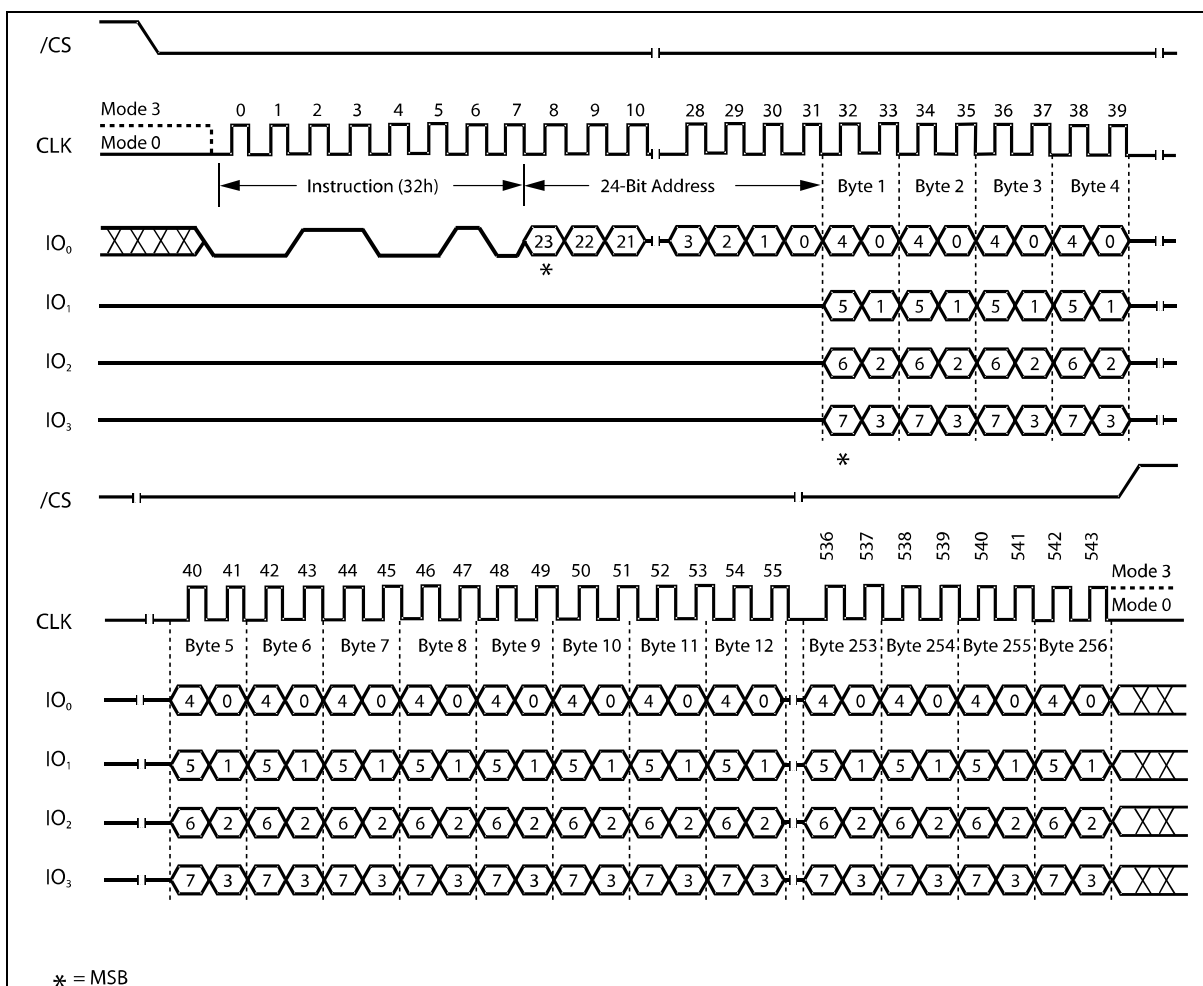 /CS
0 1 2 3 4 5 6 7 8 9 10 28 29 30 31 32 33 34 35 36 37 38 39
Mode 3
CLK
Mode 0
Instruction (32h) 24-Bit Address Byte 1 Byte 2 Byte 3 Byte 4
IO₀ 23 22 21 3 2 1 0 4 0 4 0 4 0 4 0
*
IO₁ 5 1 5 1 5 1 5 1
IO₂ 6 2 6 2 6 2 6 2
IO₃ 7 3 7 3 7 3 7 3
*
/CS
40 41 42 43 44 45 46 47 48 49 50 51 52 53 54 55 536 537 538 539 540 541 542 543
Mode 3
CLK
Mode 0
Byte 5 Byte 6 Byte 7 Byte 8 Byte 9 Byte 10 Byte 11 Byte 12 Byte 253 Byte 254 Byte 255 Byte 256
IO₀ 4 0 4 0 4 0 4 0 4 0 4 0 4 0 4 0 4 0 4 0 4 0 4 0
IO₁ 5 1 5 1 5 1 5 1 5 1 5 1 5 1 5 1 5 1 5 1 5 1 5 1
IO₂ 6 2 6 2 6 2 6 2 6 2 6 2 6 2 6 2 6 2 6 2 6 2 6 2
IO₃ 7 3 7 3 7 3 7 3 7 3 7 3 7 3 7 3 7 3 7 3 7 3 7 3
* = MSB